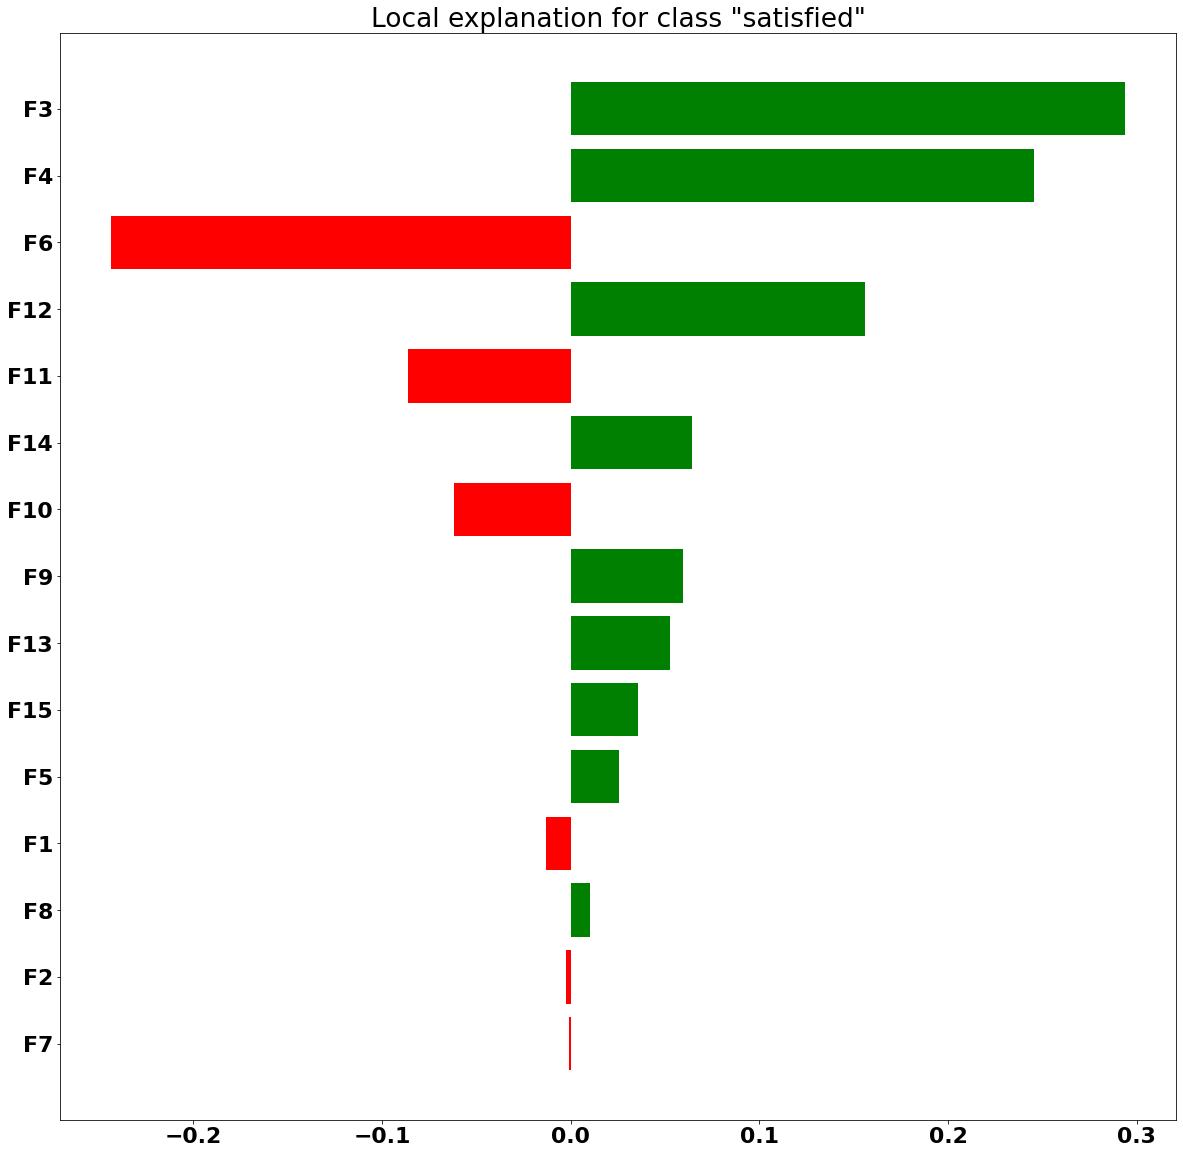 Local explanation for class "satisfied"
F3
F4
F6
F12
F11
F14
F10
F9
F13
F15
F5
F1
F8
F2
F7
−0.2 −0.1 0.0 0.1 0.2 0.3